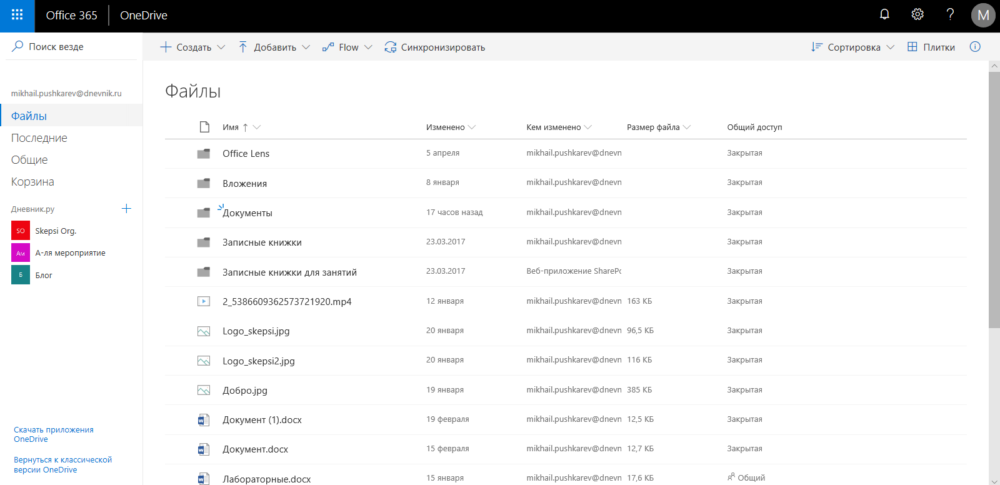 Office 365 OneDrive ? M
Поиск везде
Создать Добавить Flow Синхронизировать Сортировка Плитки
mikhail.pushkarev@dnevnik.ru
Файлы
Последние
Общие
Корзина
Дневник.ру
SO Skepsi Org.
Ам А-ля мероприятие
Б Блог
Скачать приложения
OneDrive
Вернуться к классической
версии OneDrive
Файлы
Имя Изменено Кем изменено Размер файла Общий доступ
Office Lens 5 апреля mikhail.pushkarev@dnevn Закрытая
Вложения 8 января mikhail.pushkarev@dnevn Закрытая
Документы 17 часов назад mikhail.pushkarev@dnevn Закрытая
Записные книжки 23.03.2017 mikhail.pushkarev@dnevn Закрытая
Записные книжки для занятий 23.03.2017 Веб-приложение SharePo Закрытая
2_5386609362573721920.mp4 12 января mikhail.pushkarev@dnevn 163 КБ Закрытая
Logo_skepsi.jpg 20 января mikhail.pushkarev@dnevn 96,5 КБ Закрытая
Logo_skepsi2.jpg 20 января mikhail.pushkarev@dnevn 116 КБ Закрытая
Добро.jpg 19 января mikhail.pushkarev@dnevn 385 КБ Закрытая
Документ (1).docx 19 февраля mikhail.pushkarev@dnevn 12,5 КБ Закрытая
Документ.docx 15 февраля mikhail.pushkarev@dnevn 12,7 КБ Закрытая
Лабораторные.docx 15 января mikhail.pushkarev@dnevn 17,6 КБ Общий